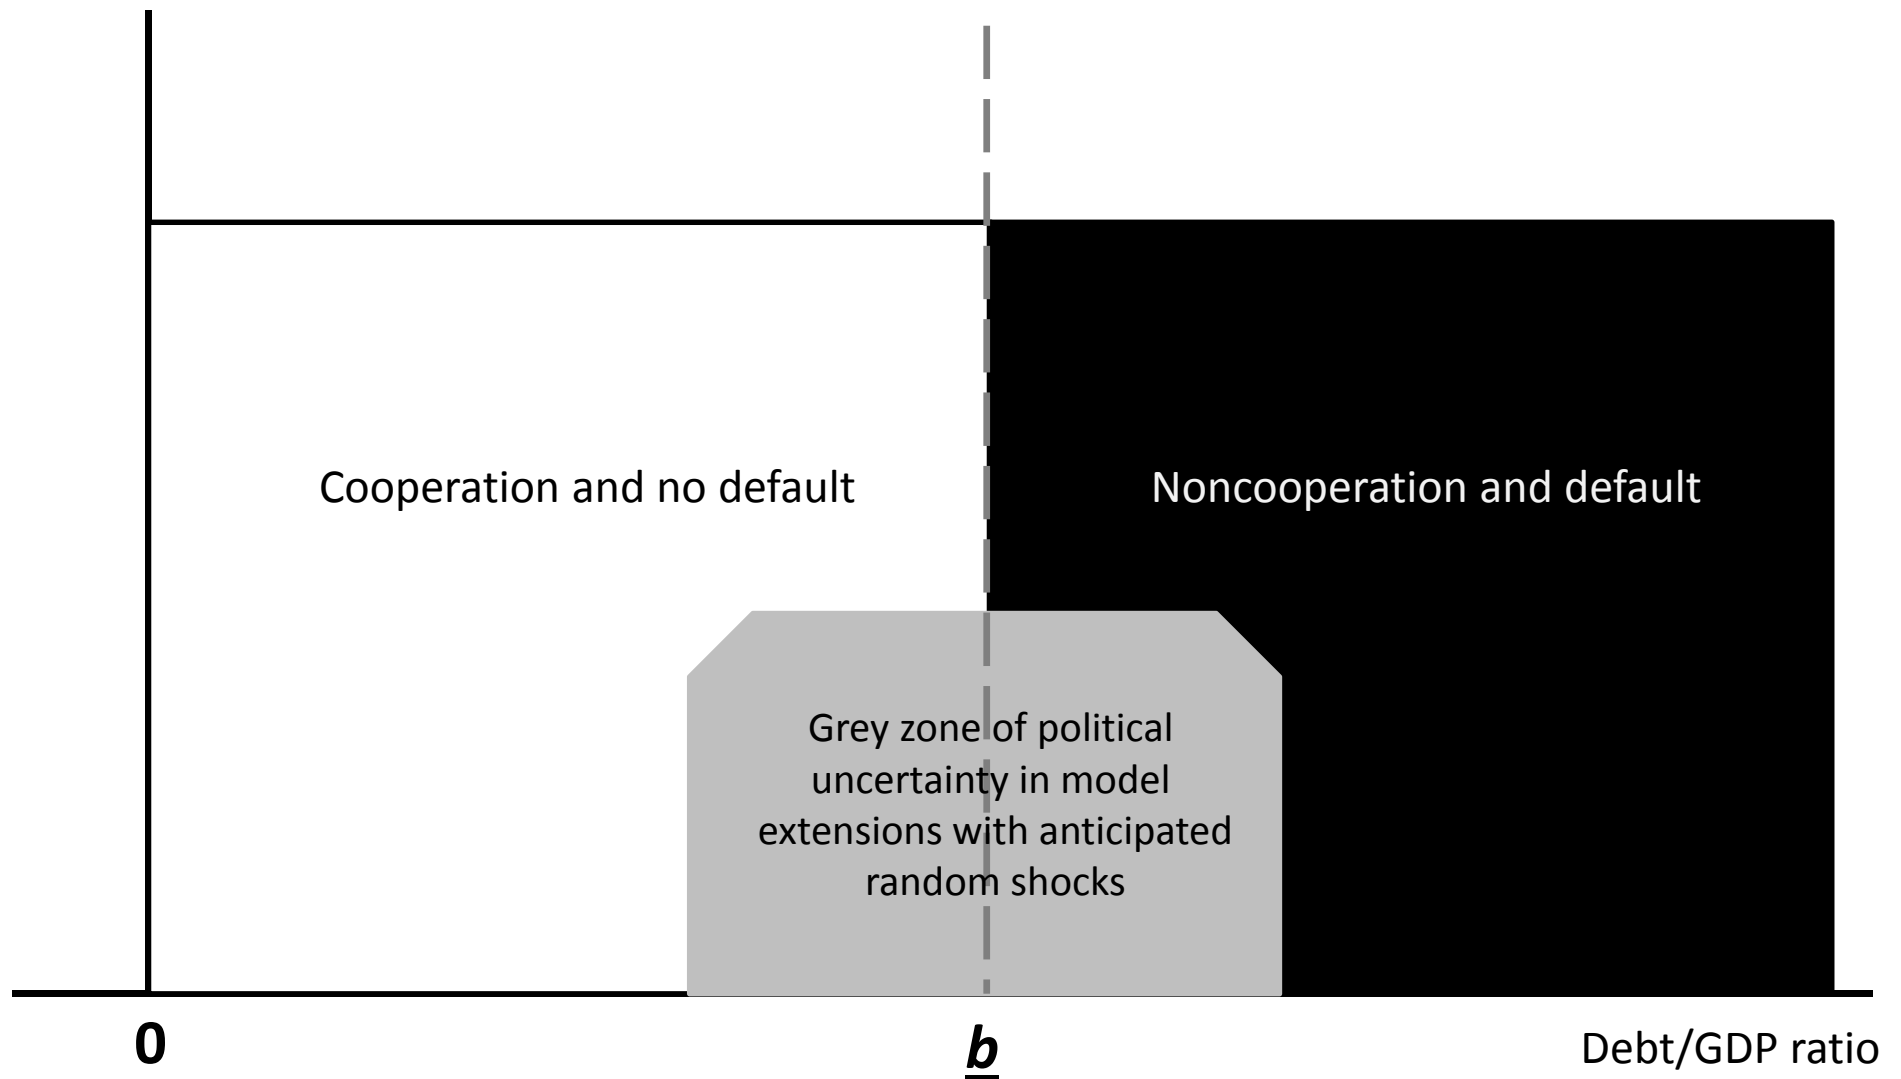 Cooperation and no default
Noncooperation and default
Grey zone of political
uncertainty in model
extensions with anticipated
random shocks
0
b
Debt/GDP ratio